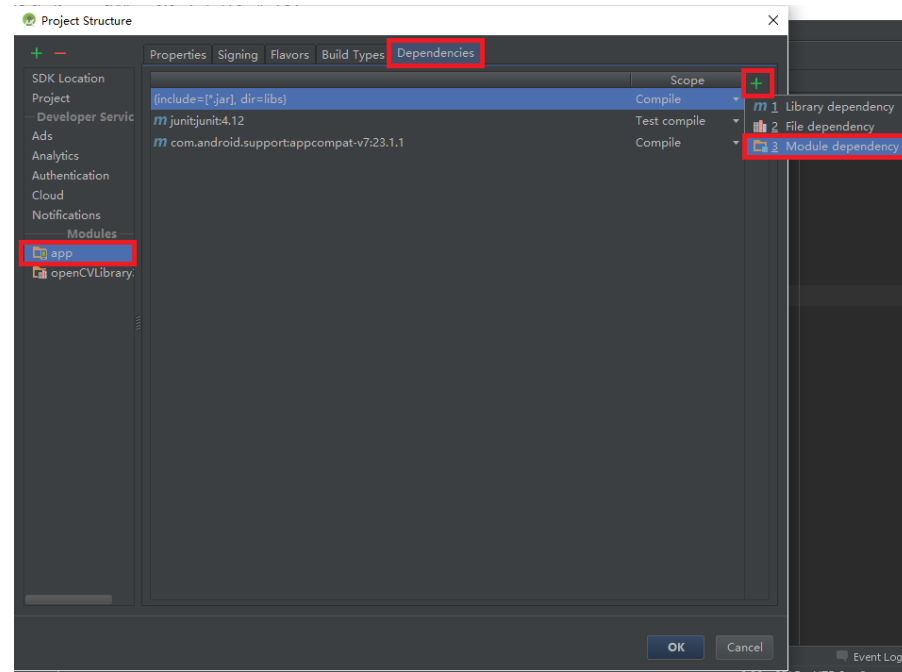 Project Structure
Properties Signing Flavors Build Types Dependencies
SDK Location
Project
Developer Servic
Ads
Analytics
Authentication
Cloud
Notifications
Modules
app
openCVLibrary
Scope
{include=[*.jar], dir=libs} Compile
m junit:junit:4.12 Test compile
m com.android.support:appcompat-v7:23.1.1 Compile
m 1 Library dependency
2 File dependency
3 Module dependency
OK Cancel
Event Log